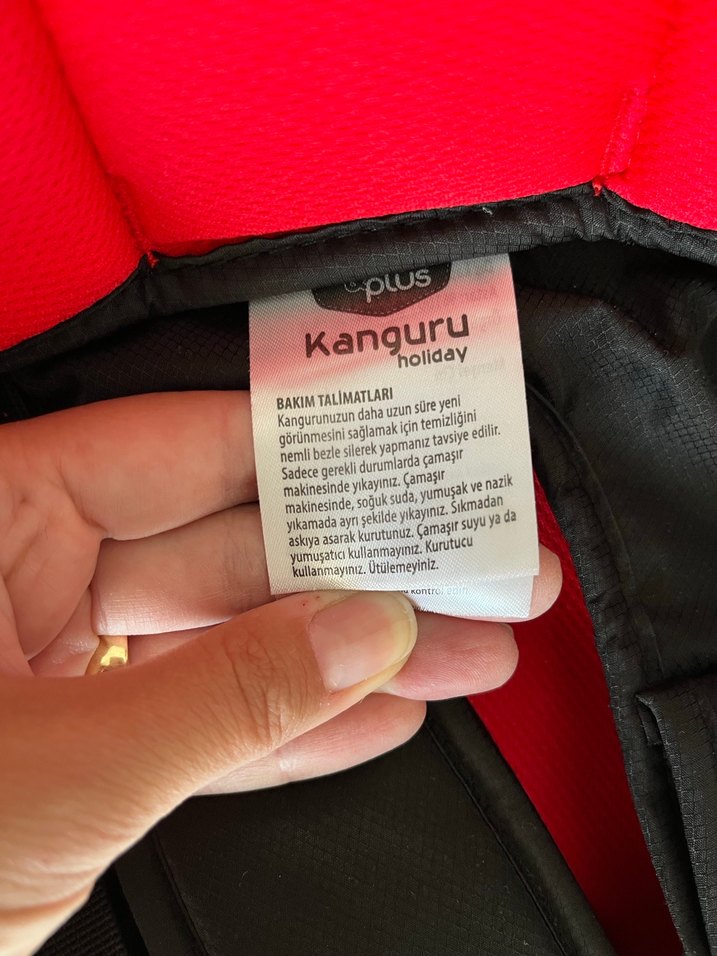 plus
Kanguru
holiday
BAKIM TALİMATLARI
Kangurunuzun daha uzun süre yeni
görünmesini sağlamak için temizliğini
nemli bezle silerek yapmanız tavsiye edilir.
Sadece gerekli durumlarda çamaşır
makinesinde yıkayınız. Çamaşır
makinesinde, soğuk suda, yumuşak ve nazik
yıkamada ayrı şekilde yıkayınız. Sıkmadan
askıya asarak kurutunuz. Çamaşır suyu ya da
yumuşatıcı kullanmayınız. Kurutucu
kullanmayınız. Ütülemeyiniz.
kontrol edin